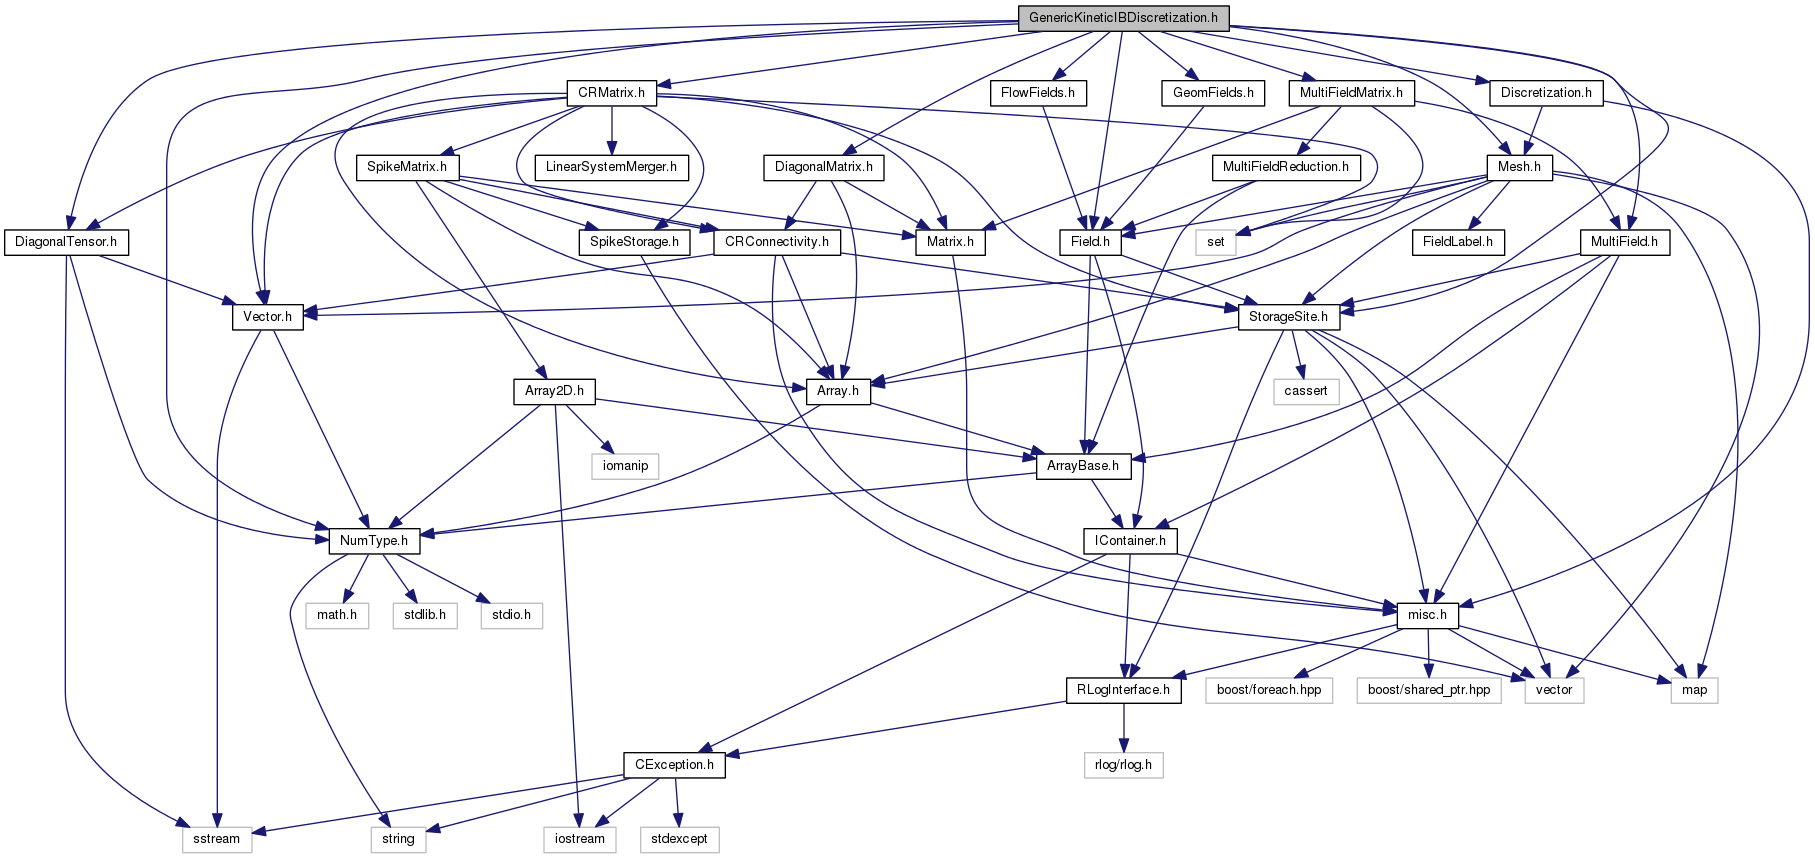 GenericKineticIBDiscretization.h
CRMatrix.h
FlowFields.h
GeomFields.h
MultiFieldMatrix.h
Discretization.h
SpikeMatrix.h
LinearSystemMerger.h
DiagonalMatrix.h
MultiFieldReduction.h
Mesh.h
DiagonalTensor.h
SpikeStorage.h
CRConnectivity.h
Matrix.h
Field.h
set
FieldLabel.h
MultiField.h
Vector.h
StorageSite.h
Array2D.h
Array.h
cassert
iomanip
ArrayBase.h
NumType.h
IContainer.h
math.h
stdlib.h
stdio.h
misc.h
RLogInterface.h
boost/foreach.hpp
boost/shared_ptr.hpp
vector
map
CException.h
rlog/rlog.h
sstream
string
iostream
stdexcept